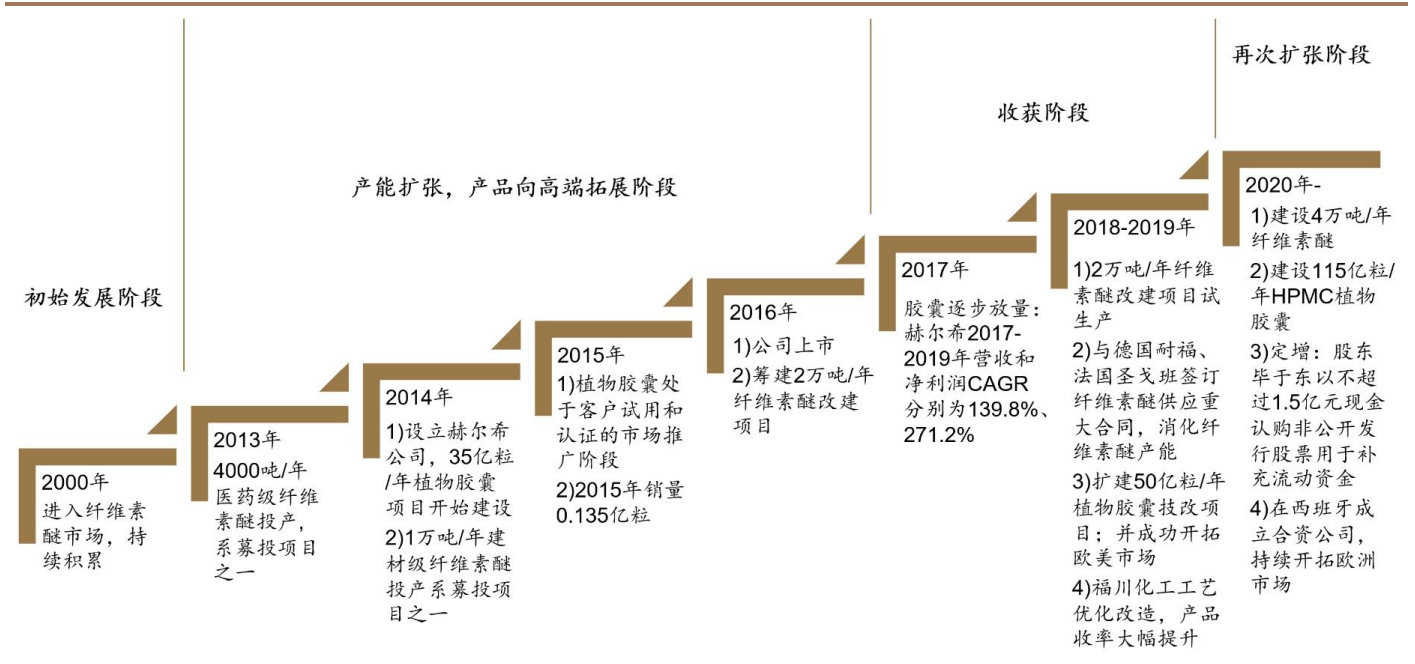 初始发展阶段
2000年
进入纤维素
醚市场，持
续积累
产能扩张，产品向高端拓展阶段
2013年
4000吨/年
医药级纤维
素醚投产，
系募投项目
之一
2014年
1)设立赫尔希
公司，35亿粒
/年植物胶囊
项目开始建设
2)1万吨/年建
材级纤维素醚
投产系募投项
目之一
2015年
1)植物胶囊处
于客户试用和
认证的市场推
广阶段
2)2015年销量
0.135亿粒
2016年
1)公司上市
2)筹建2万吨/年
纤维素醚改建
项目
收获阶段
2017年
胶囊逐步放量：
赫尔希2017-
2019年营收和
净利润CAGR
分别为139.8%、
271.2%
2018-2019年
1)2万吨/年纤维
素醚改建项目试
生产
2)与德国耐福、
法国圣戈班签订
纤维素醚供应重
大合同，消化纤
维素醚产能
3)扩建50亿粒/年
植物胶囊技改项
目；并成功开拓
欧美市场
4)福川化工工艺
优化改造，产品
收率大幅提升
再次扩张阶段
2020年-
1)建设4万吨/年
纤维素醚
2)建设115亿粒/
年HPMC植物
胶囊
3)定增：股东
毕于东以不超
过1.5亿元现金
认购非公开发
行股票用于补
充流动资金
4)在西班牙成
立合资公司，
持续开拓欧洲
市场